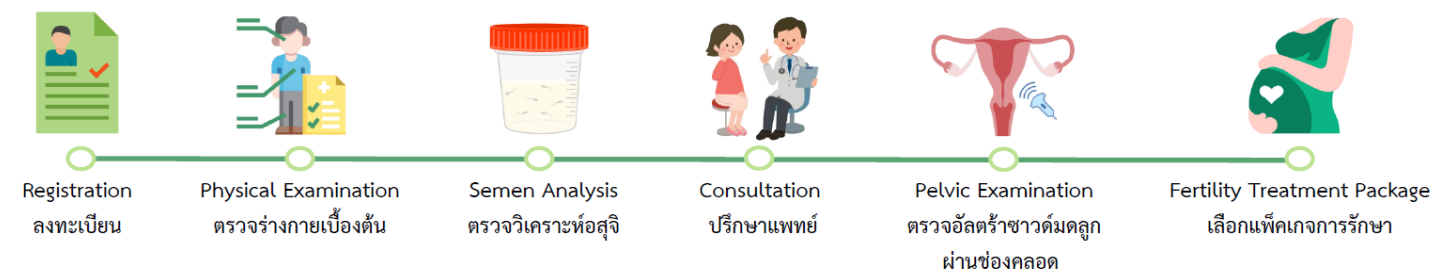 Registration
ลงทะเบียน
Physical Examination
ตรวจร่างกายเบื้องต้น
Semen Analysis
ตรวจวิเคราะห์อสุจิ
Consultation
ปรึกษาแพทย์
Pelvic Examination
ตรวจอัลตร้าซาวด์มดลูก
ผ่านช่องคลอด
Fertility Treatment Package
เลือกแพ็คเกจการรักษา